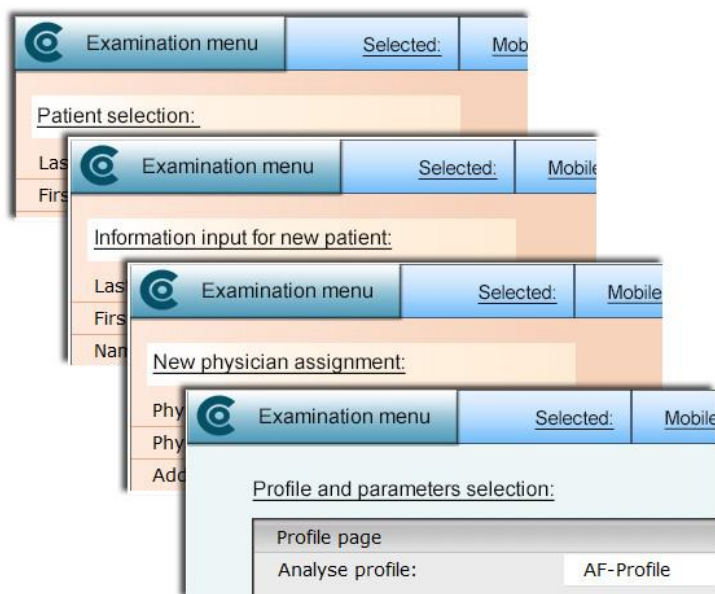 Examination menu Selected: Mob
Patient selection:
Las
Firs
Examination menu Selected: Mobile
Information input for new patient:
Las
Firs
Nam
Examination menu Selected: Mobile
New physician assignment:
Phy
Phy
Add
Examination menu Selected: Mobile
Profile and parameters selection:
Profile page
Analyse profile: AF-Profile